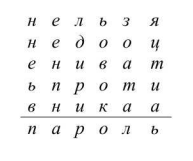 н е л ь з я
н е д о о ц
е н и в а т
ь п р о т и
в н и к а а
п а р о л ь